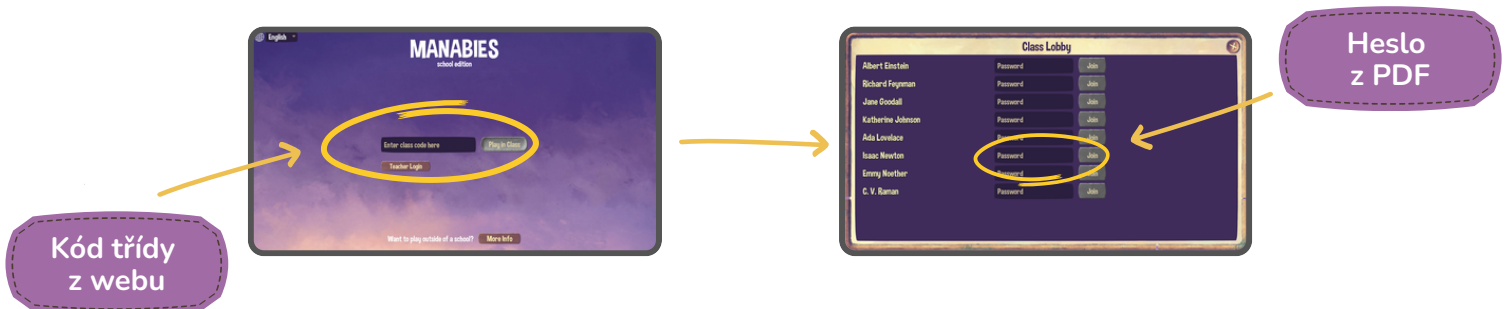 English
MANABIES
school edition
Enter class code here
Play in Class
Teacher Login
Want to play outside of a school?
More Info
Kód třídy
z webu
Class Lobby
Albert Einstein Password Join
Richard Feynman Password Join
Jane Goodall Password Join
Katherine Johnson Password Join
Ada Lovelace Password Join
Isaac Newton Password Join
Emmy Noether Password Join
C. V. Raman Password Join
Heslo
z PDF